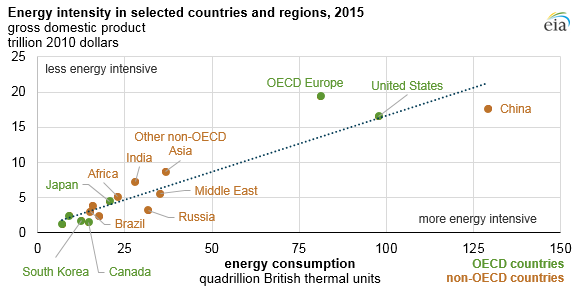 Energy intensity in selected countries and regions, 2015
gross domestic product
trillion 2010 dollars
eia
25
20
15
10
5
0
less energy intensive
OECD Europe
United States
China
Other non-OECD
Asia
India
Africa
Japan
Middle East
Russia
Brazil
South Korea
Canada
more energy intensive
0
25
50
75
100
125
150
energy consumption
quadrillion British thermal units
OECD countries
non-OECD countries